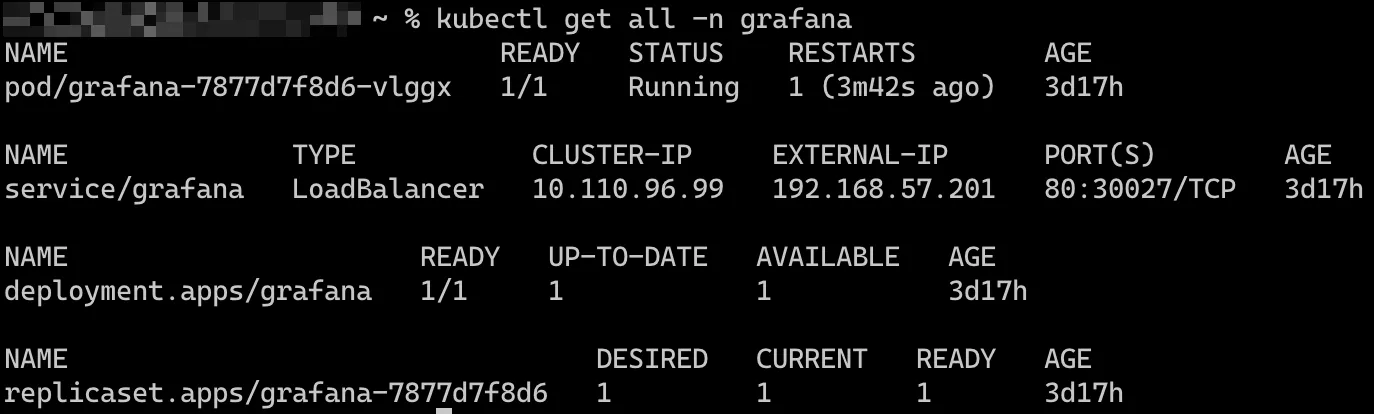 ~ % kubectl get all -n grafana
NAME READY STATUS RESTARTS AGE
pod/grafana-7877d7f8d6-vlggx 1/1 Running 1 (3m42s ago) 3d17h
NAME TYPE CLUSTER-IP EXTERNAL-IP PORT(S) AGE
service/grafana LoadBalancer 10.110.96.99 192.168.57.201 80:30027/TCP 3d17h
NAME READY UP-TO-DATE AVAILABLE AGE
deployment.apps/grafana 1/1 1 1 3d17h
NAME DESIRED CURRENT READY AGE
replicaset.apps/grafana-7877d7f8d6 1 1 1 3d17h